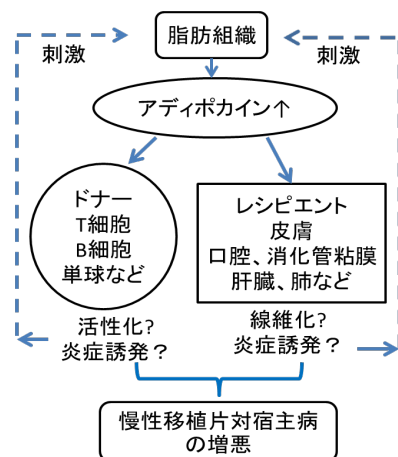 脂肪組織
刺激
刺激
アディポカイン↑
ドナー
T細胞
B細胞
単球など
レシピエント
皮膚
口腔、消化管粘膜
肝臓、肺など
活性化?
炎症誘発？
線維化?
炎症誘発？
慢性移植片対宿主病
の増悪